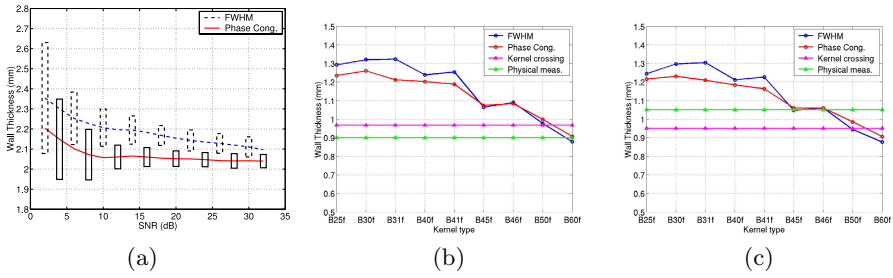 2.8
2.7
2.6
2.5
2.4
2.3
2.2
2.1
2
1.9
1.8
Wall Thickness (mm)
0 5 10 15 20 25 30 35
SNR (dB)
FWHM
Phase Cong.
(a)
1.5
1.4
1.3
1.2
1.1
1
0.9
0.8
0.7
0.6
0.5
Wall Thickness (mm)
B25f B30f B31f B40f B41f B45f B46f B50f B60f
Kernel type
FWHM
Phase Cong.
Kernel crossing
Physical meas.
(b)
1.5
1.4
1.3
1.2
1.1
1
0.9
0.8
0.7
0.6
0.5
Wall Thickness (mm)
B25f B30f B31f B40f B41f B45f B46f B50f B60f
Kernel type
FWHM
Phase Cong.
Kernel crossing
Physical meas.
(c)